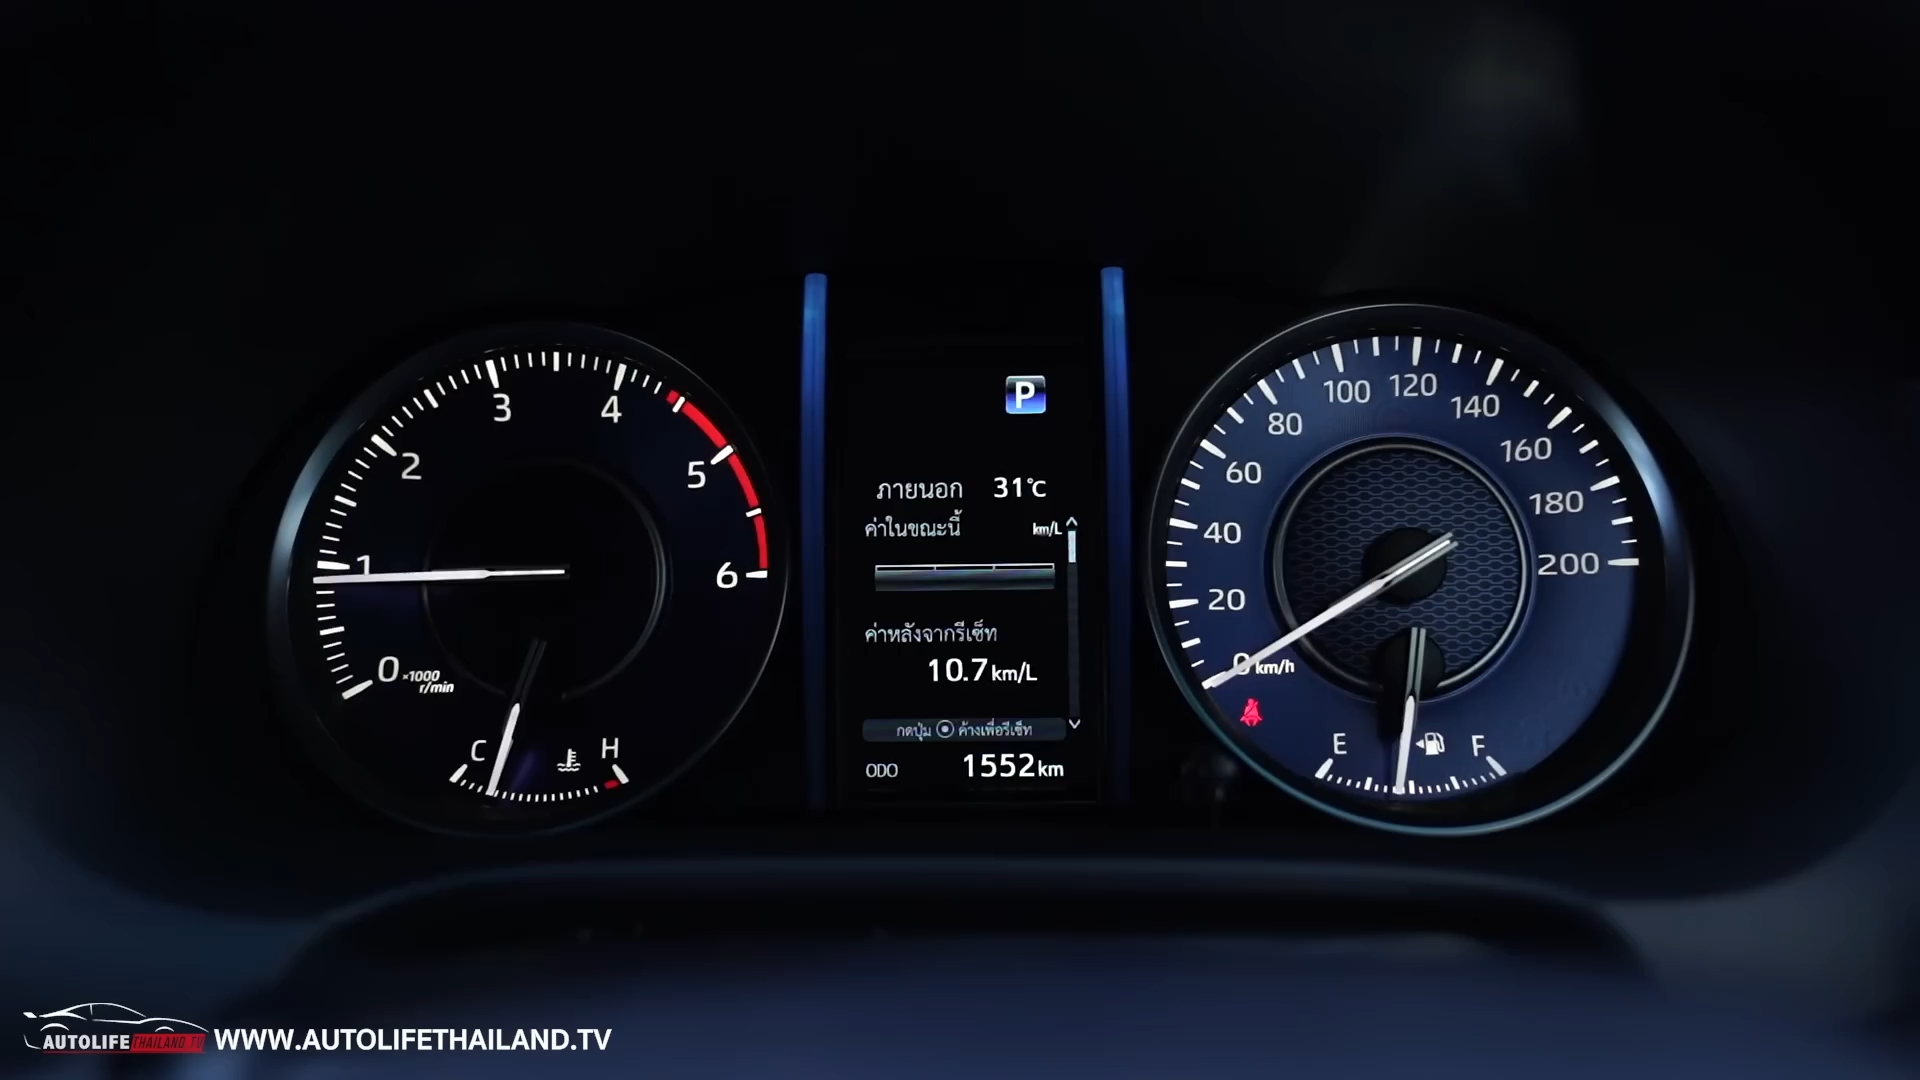 P
ภายนอก 31°C
ค่าในขณะนี้ km/L
ค่าหลังจากรีเซ็ท
10.7 km/L
กดปุ่ม ค้างเพื่อรีเซ็ท
ODO 1552 km
0
1
2
3
4
5
6
×1000
r/min
C H
0 km/h
20
40
60
80
100
120
140
160
180
200
E F
AUTOLIFETHAILAND.TV
WWW.AUTOLIFETHAILAND.TV